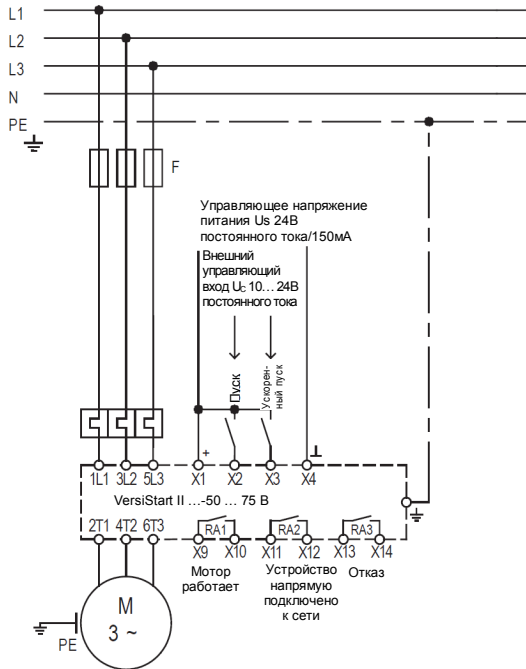 L1
L2
L3
N
PE
F
Управляющее напряжение
питания Us 24В
постоянного тока/150мА
Внешний
управляющий
вход Uc 10... 24В
постоянного тока
Пуск
Ускорен-
ный пуск
+
1L1 3L2 5L3 X1 X2 X3 X4
VersiStart II ...-50 ... 75 В
2T1 4T2 6T3
RA1 RA2 RA3
X9 X10 X11 X12 X13 X14
Мотор
работает
Устройство
напрямую
подключено
к сети
Отказ
M
3 ~
PE